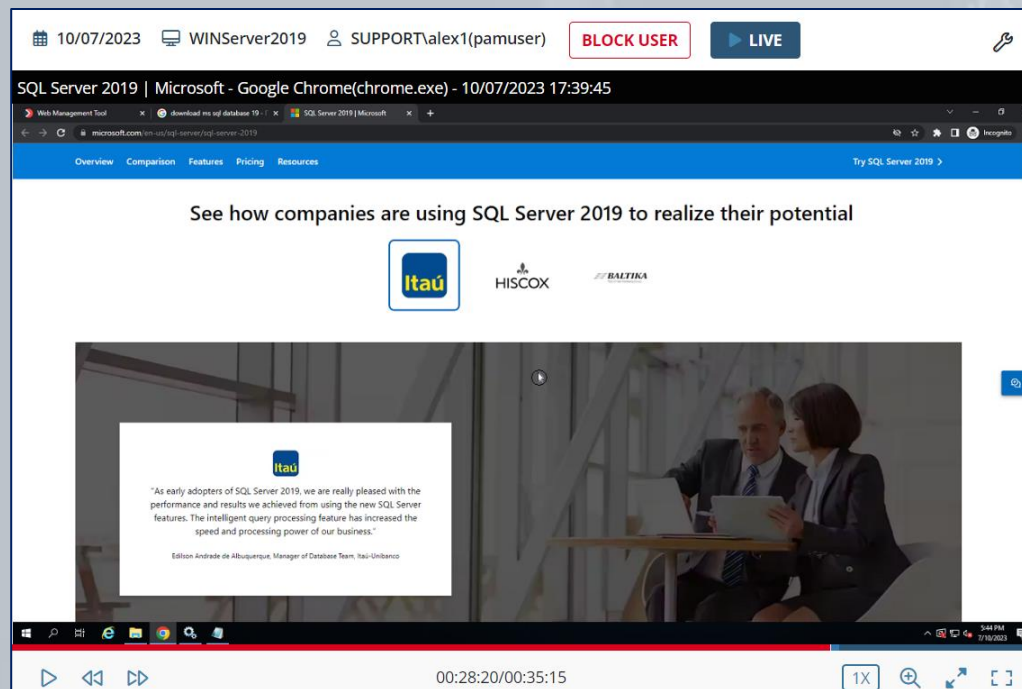 10/07/2023 WINServer2019 SUPPORT\alex1(pamuser) BLOCK USER LIVE
SQL Server 2019 | Microsoft - Google Chrome(chrome.exe) - 10/07/2023 17:39:45
Web Management Tool download ms sql database 19 - SQL Server 2019 | Microsoft
microsoft.com/en-us/sql-server/sql-server-2019 Incognito
Overview Comparison Features Pricing Resources Try SQL Server 2019
See how companies are using SQL Server 2019 to realize their potential
Itaú HISCOX BALTIKA
Itaú
"As early adopters of SQL Server 2019, we are really pleased with the
performance and results we achieved from using the new SQL Server
features. The intelligent query processing feature has increased the
speed and processing power of our business."
Edilson Andrade de Albuquerque, Manager of Database Team, Itaú-Unibanco
5:44 PM
7/10/2023
00:28:20/00:35:15 1X